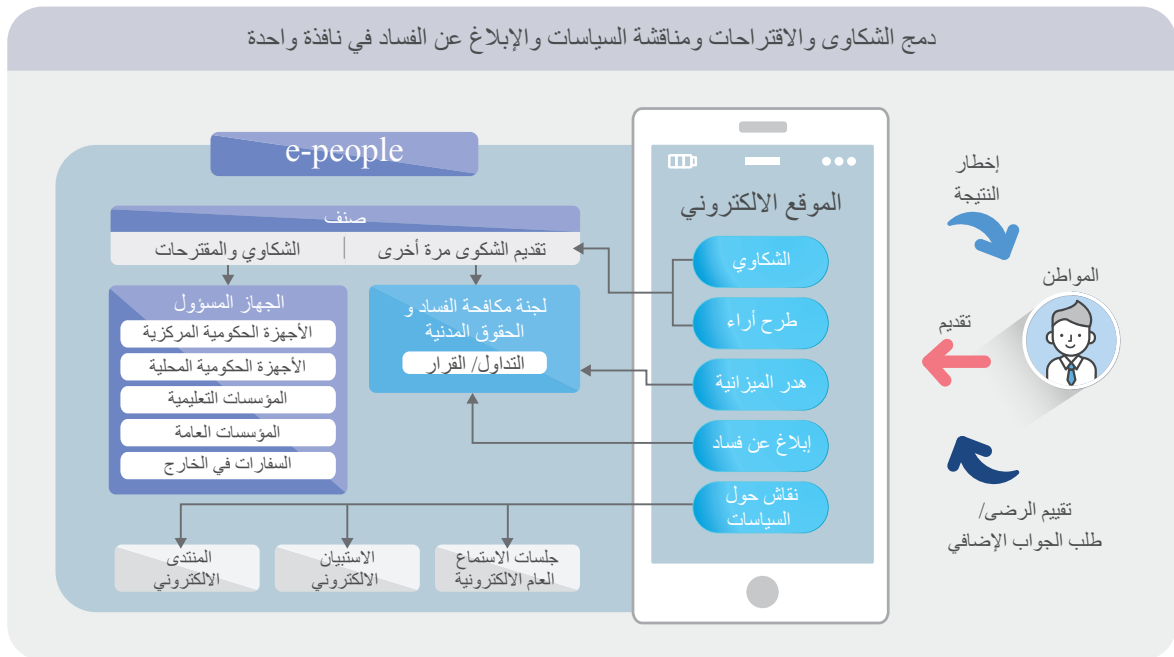 دمج الشكاوى والاقتراحات ومناقشة السياسات والإبلاغ عن الفساد في نافذة واحدة
إخطار
النتيجة
المواطن
تقديم
تقييم الرضى/
طلب الجواب الإضافي
الموقع الالكتروني
الشكاوي
طرح أراء
هدر الميزانية
إبلاغ عن فساد
نقاش حول
السياسات
e-people
صنف
تقديم الشكوى مرة أخرى | الشكاوي والمقترحات
لجنة مكافحة الفساد و
الحقوق المدنية
التداول/ القرار
الجهاز المسؤول
الأجهزة الحكومية المركزية
الأجهزة الحكومية المحلية
المؤسسات التعليمية
المؤسسات العامة
السفارات في الخارج
جلسات الاستماع
العام الالكترونية
الاستبيان
الالكتروني
المنتدى
الالكتروني